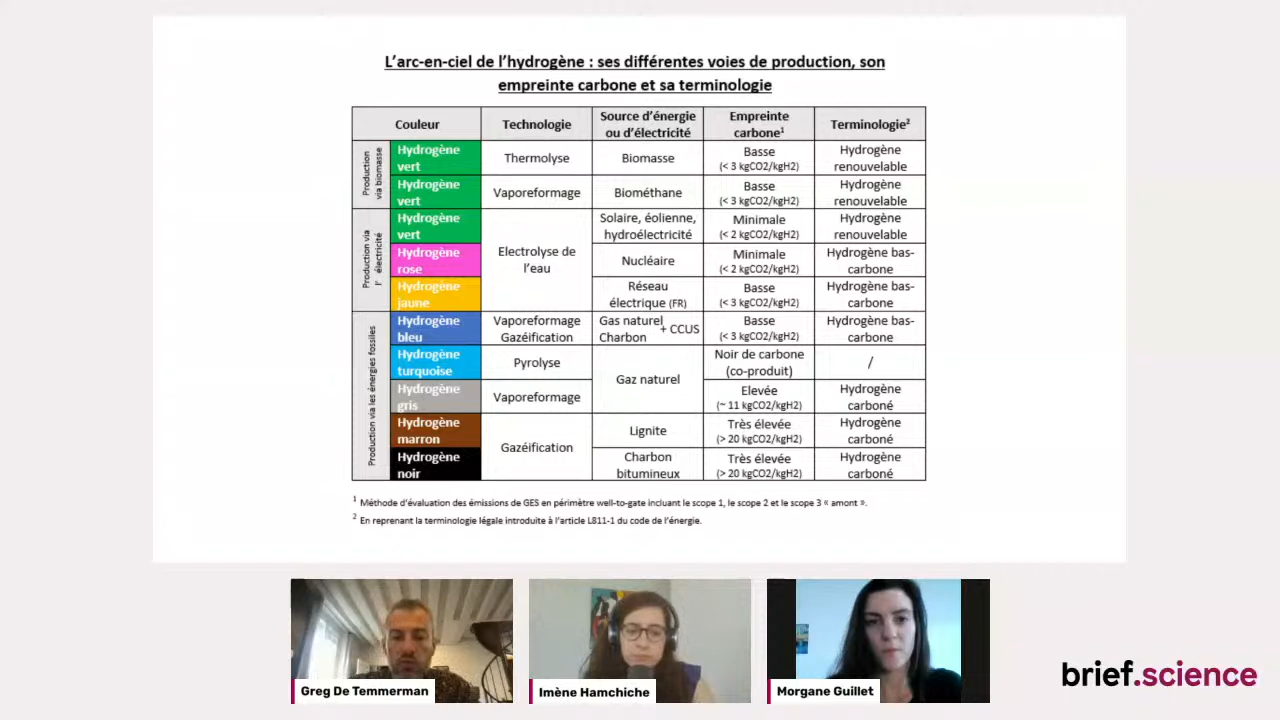 L'arc-en-ciel de l'hydrogène : ses différentes voies de production, son
empreinte carbone et sa terminologie
Couleur
Technologie
Source d'énergie
ou d'électricité
Empreinte
carbone¹
Terminologie²
Production
via biomasse
Hydrogène
vert
Thermolyse
Biomasse
Basse
(< 3 kgCO2/kgH2)
Hydrogène
renouvelable
Hydrogène
vert
Vaporeformage
Biométhane
Basse
(< 3 kgCO2/kgH2)
Hydrogène
renouvelable
Production via
l' électricité
Hydrogène
vert
Electrolyse de
l'eau
Solaire, éolienne,
hydroélectricité
Minimale
(< 2 kgCO2/kgH2)
Hydrogène
renouvelable
Hydrogène
rose
Nucléaire
Minimale
(< 2 kgCO2/kgH2)
Hydrogène bas-
carbone
Hydrogène
jaune
Réseau
électrique (FR)
Basse
(< 3 kgCO2/kgH2)
Hydrogène bas-
carbone
Production via les énergies fossiles
Hydrogène
bleu
Vaporeformage
Gazéification
Gas naturel
Charbon
+ CCUS
Basse
(< 3 kgCO2/kgH2)
Hydrogène bas-
carbone
Hydrogène
turquoise
Pyrolyse
Gaz naturel
Noir de carbone
(co-produit)
/
Hydrogène
gris
Vaporeformage
Elevée
(~ 11 kgCO2/kgH2)
Hydrogène
carboné
Hydrogène
marron
Gazéification
Lignite
Très élevée
(> 20 kgCO2/kgH2)
Hydrogène
carboné
Hydrogène
noir
Charbon
bitumineux
Très élevée
(> 20 kgCO2/kgH2)
Hydrogène
carboné
¹ Méthode d'évaluation des émissions de GES en périmètre well-to-gate incluant le scope 1, le scope 2 et le scope 3 « amont ».
² En reprenant la terminologie légale introduite à l'article L811-1 du code de l'énergie.
Greg De Temmerman
Imène Hamchiche
Morgane Guillet
brief.science